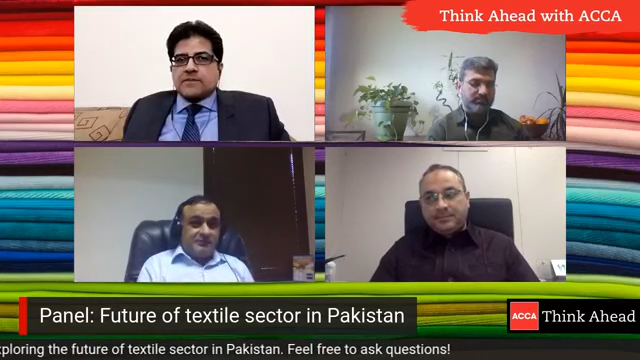 Think Ahead with ACCA
Panel: Future of textile sector in Pakistan
ACCA Think Ahead
xploring the future of textile sector in Pakistan. Feel free to ask questions!